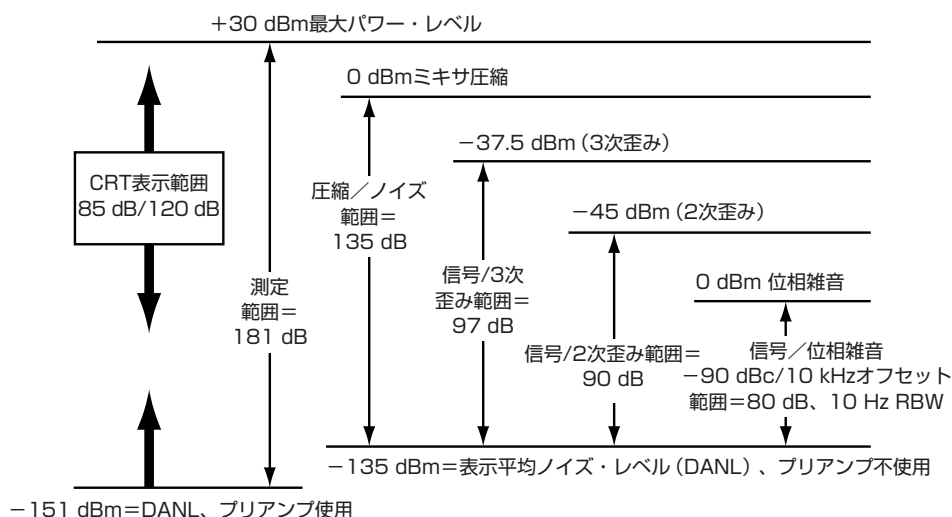 +30 dBm最大パワー・レベル
0 dBmミキサ圧縮
−37.5 dBm(3次歪み)
CRT表示範囲
85 dB/120 dB
圧縮/ノイズ
範囲=
135 dB
−45 dBm(2次歪み)
測定
範囲=
181 dB
信号/3次
歪み範囲=
97 dB
0 dBm 位相雑音
信号/2次歪み範囲=
90 dB
信号/位相雑音
−90 dBc/10 kHzオフセット
範囲=80 dB、10 Hz RBW
−135 dBm=表示平均ノイズ・レベル(DANL)、プリアンプ不使用
−151 dBm=DANL、プリアンプ使用